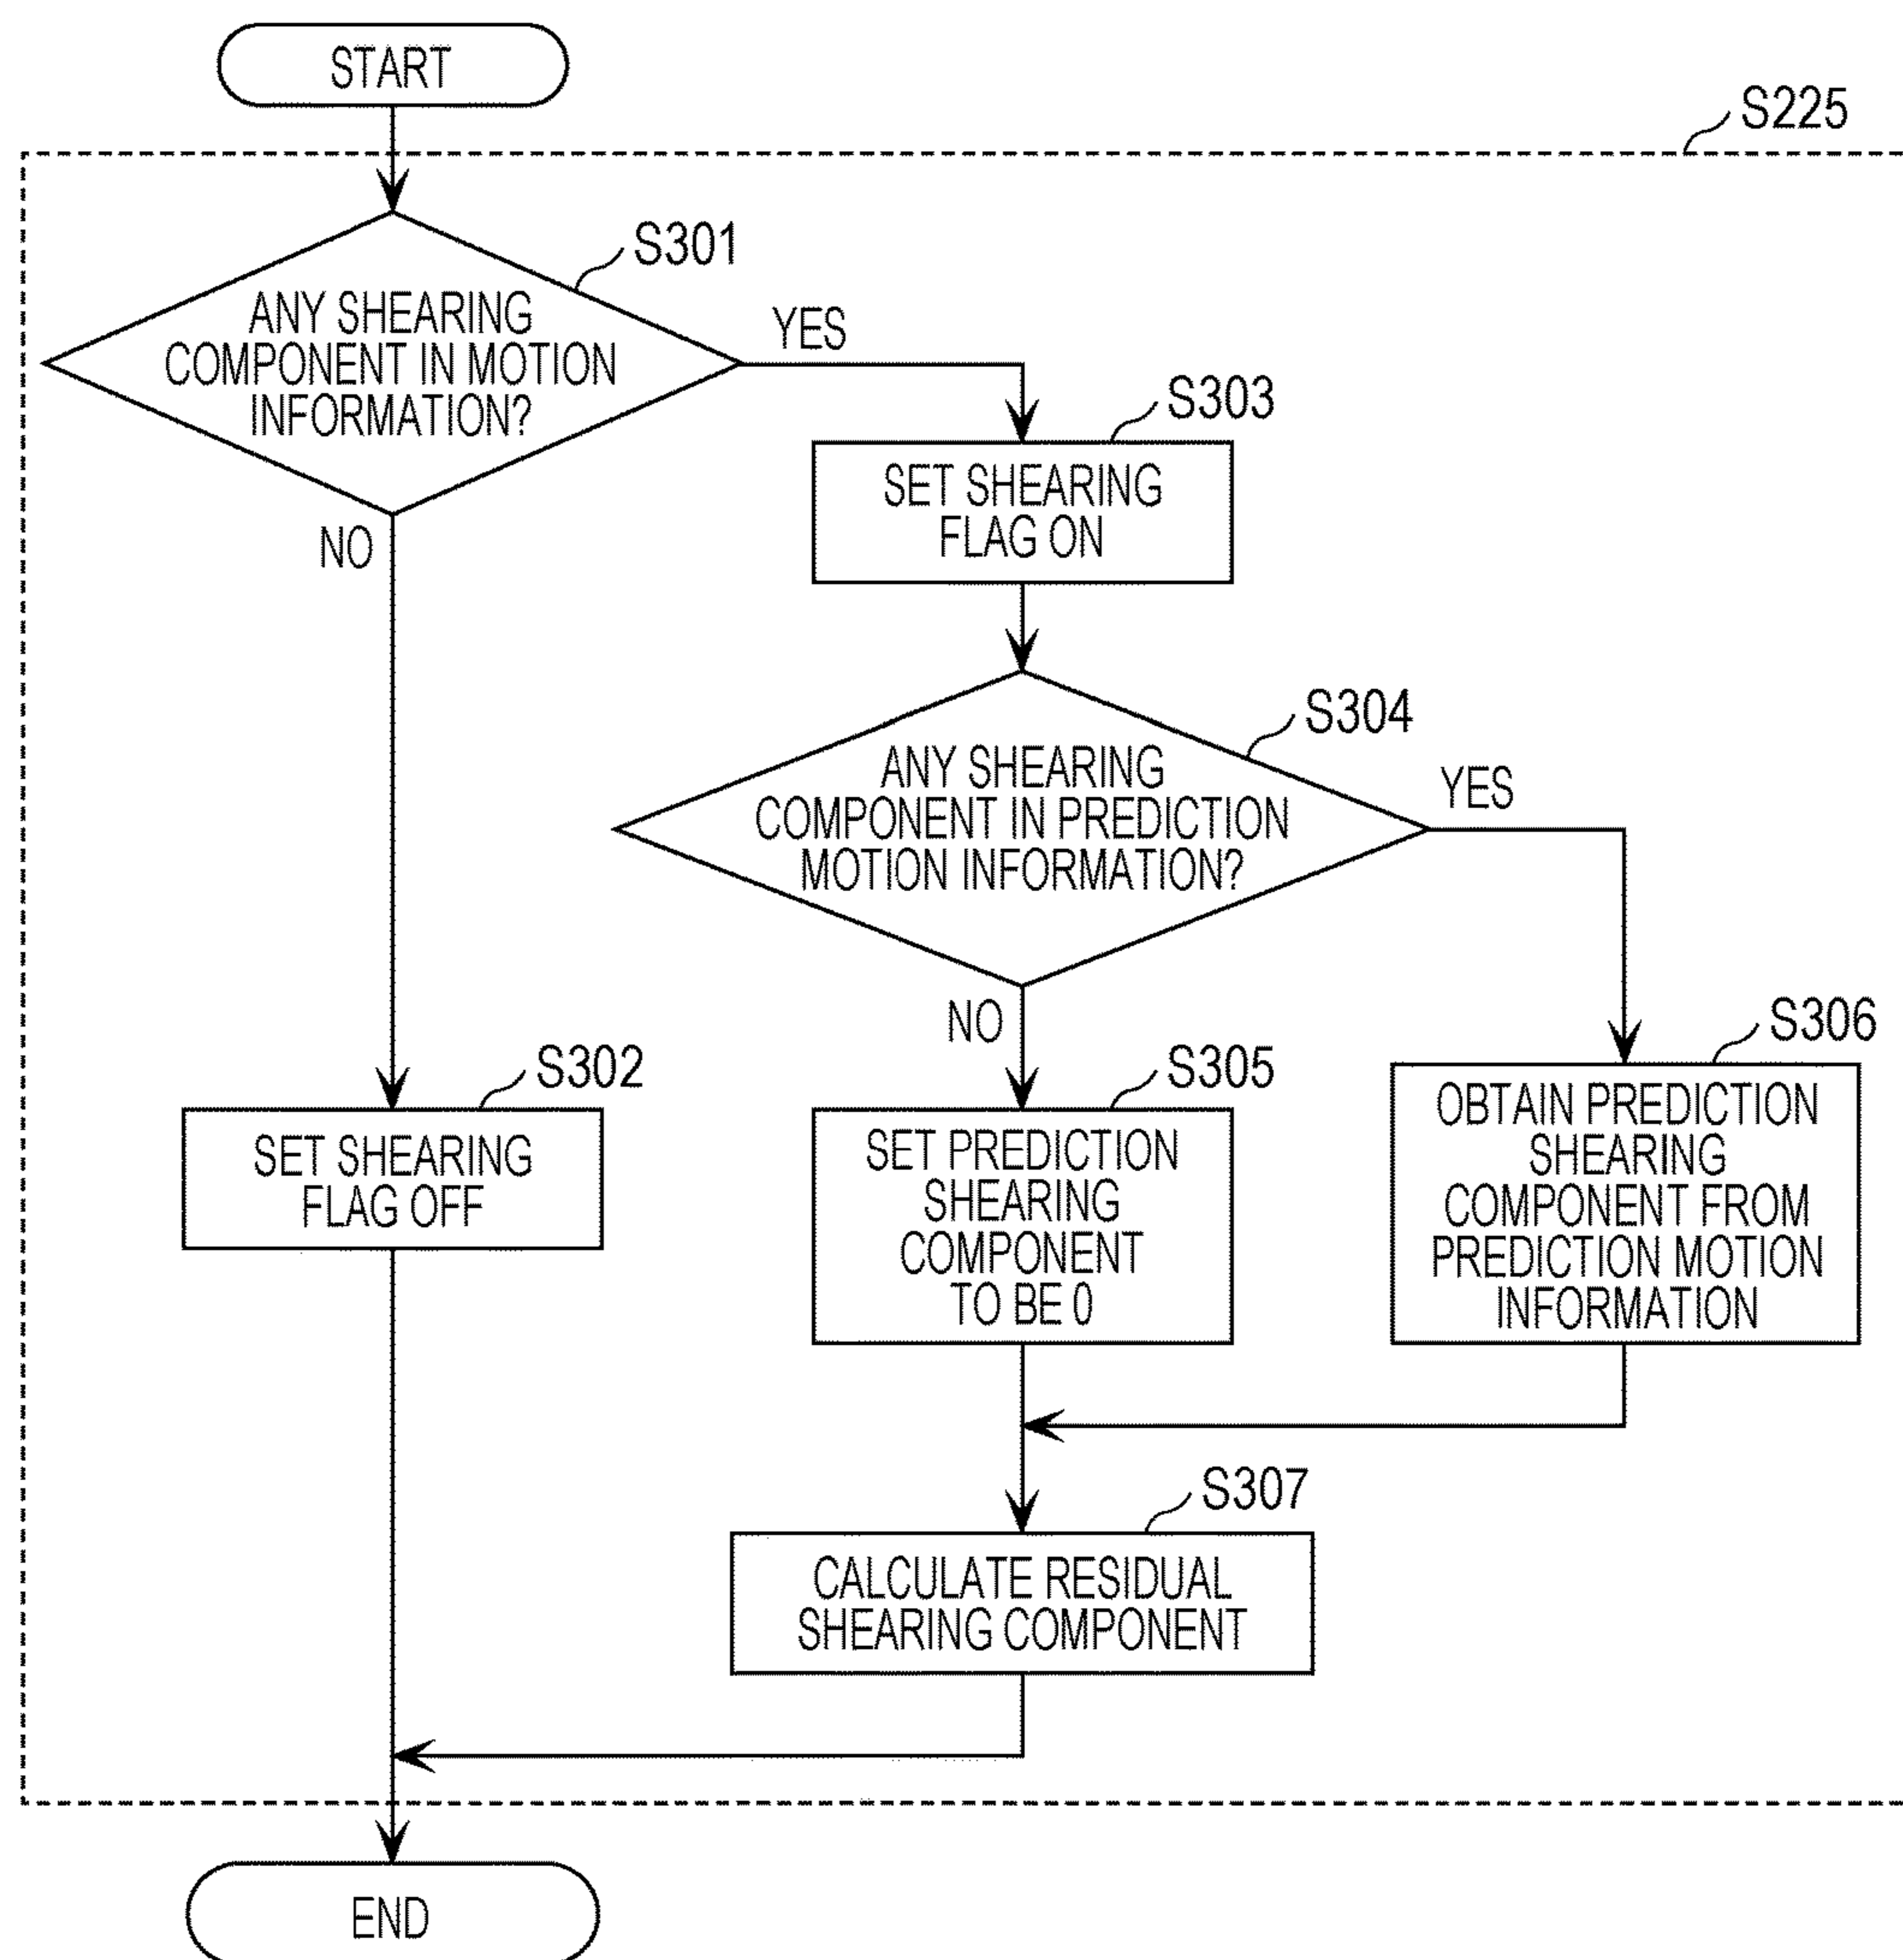 START
S225
S301
ANY SHEARING
COMPONENT IN MOTION
INFORMATION?
YES
NO
S303
SET SHEARING
FLAG ON
S304
ANY SHEARING
COMPONENT IN PREDICTION
MOTION INFORMATION?
YES
NO
S302
SET SHEARING
FLAG OFF
S305
SET PREDICTION
SHEARING
COMPONENT
TO BE 0
S306
OBTAIN PREDICTION
SHEARING
COMPONENT FROM
PREDICTION MOTION
INFORMATION
S307
CALCULATE RESIDUAL
SHEARING COMPONENT
END